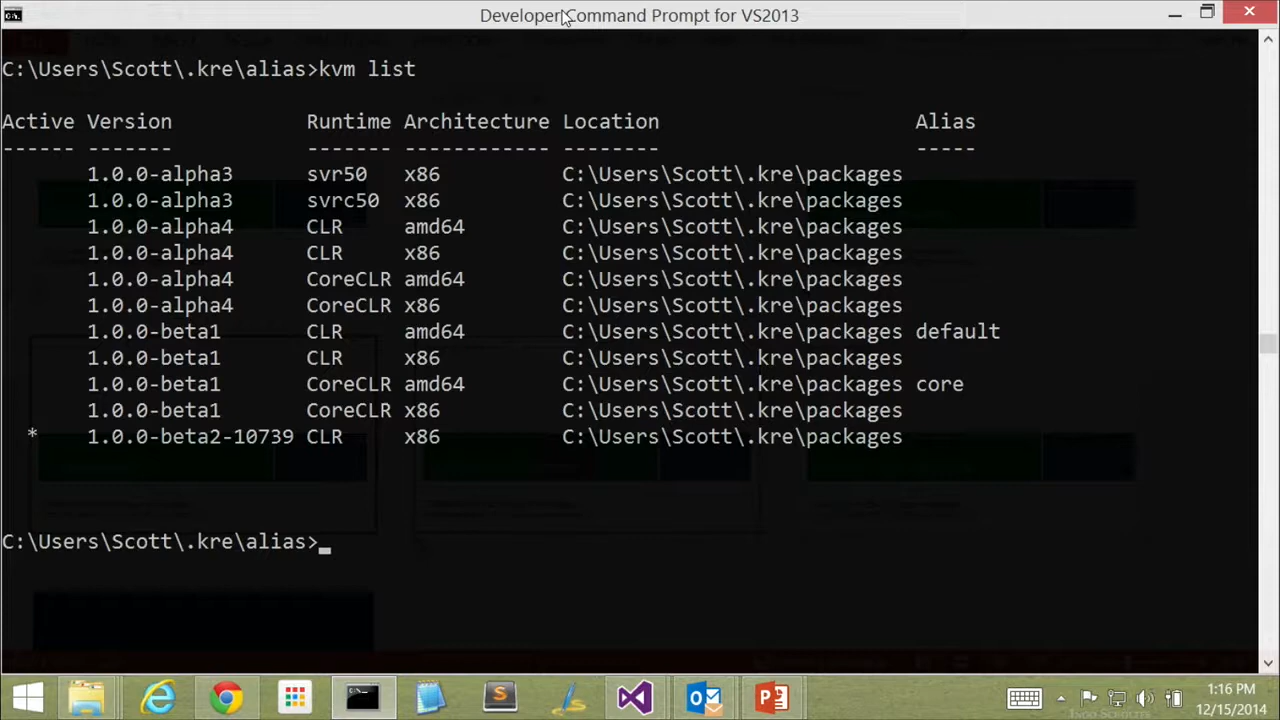 Developer Command Prompt for VS2013
C:\Users\Scott\.kre\alias>kvm list
Active Version Runtime Architecture Location Alias
------ ------- ------- ------------ -------- -----
1.0.0-alpha3 svr50 x86 C:\Users\Scott\.kre\packages
1.0.0-alpha3 svrc50 x86 C:\Users\Scott\.kre\packages
1.0.0-alpha4 CLR amd64 C:\Users\Scott\.kre\packages
1.0.0-alpha4 CLR x86 C:\Users\Scott\.kre\packages
1.0.0-alpha4 CoreCLR amd64 C:\Users\Scott\.kre\packages
1.0.0-alpha4 CoreCLR x86 C:\Users\Scott\.kre\packages
1.0.0-beta1 CLR amd64 C:\Users\Scott\.kre\packages default
1.0.0-beta1 CLR x86 C:\Users\Scott\.kre\packages
1.0.0-beta1 CoreCLR amd64 C:\Users\Scott\.kre\packages core
1.0.0-beta1 CoreCLR x86 C:\Users\Scott\.kre\packages
* 1.0.0-beta2-10739 CLR x86 C:\Users\Scott\.kre\packages
C:\Users\Scott\.kre\alias>
1:16 PM
12/15/2014